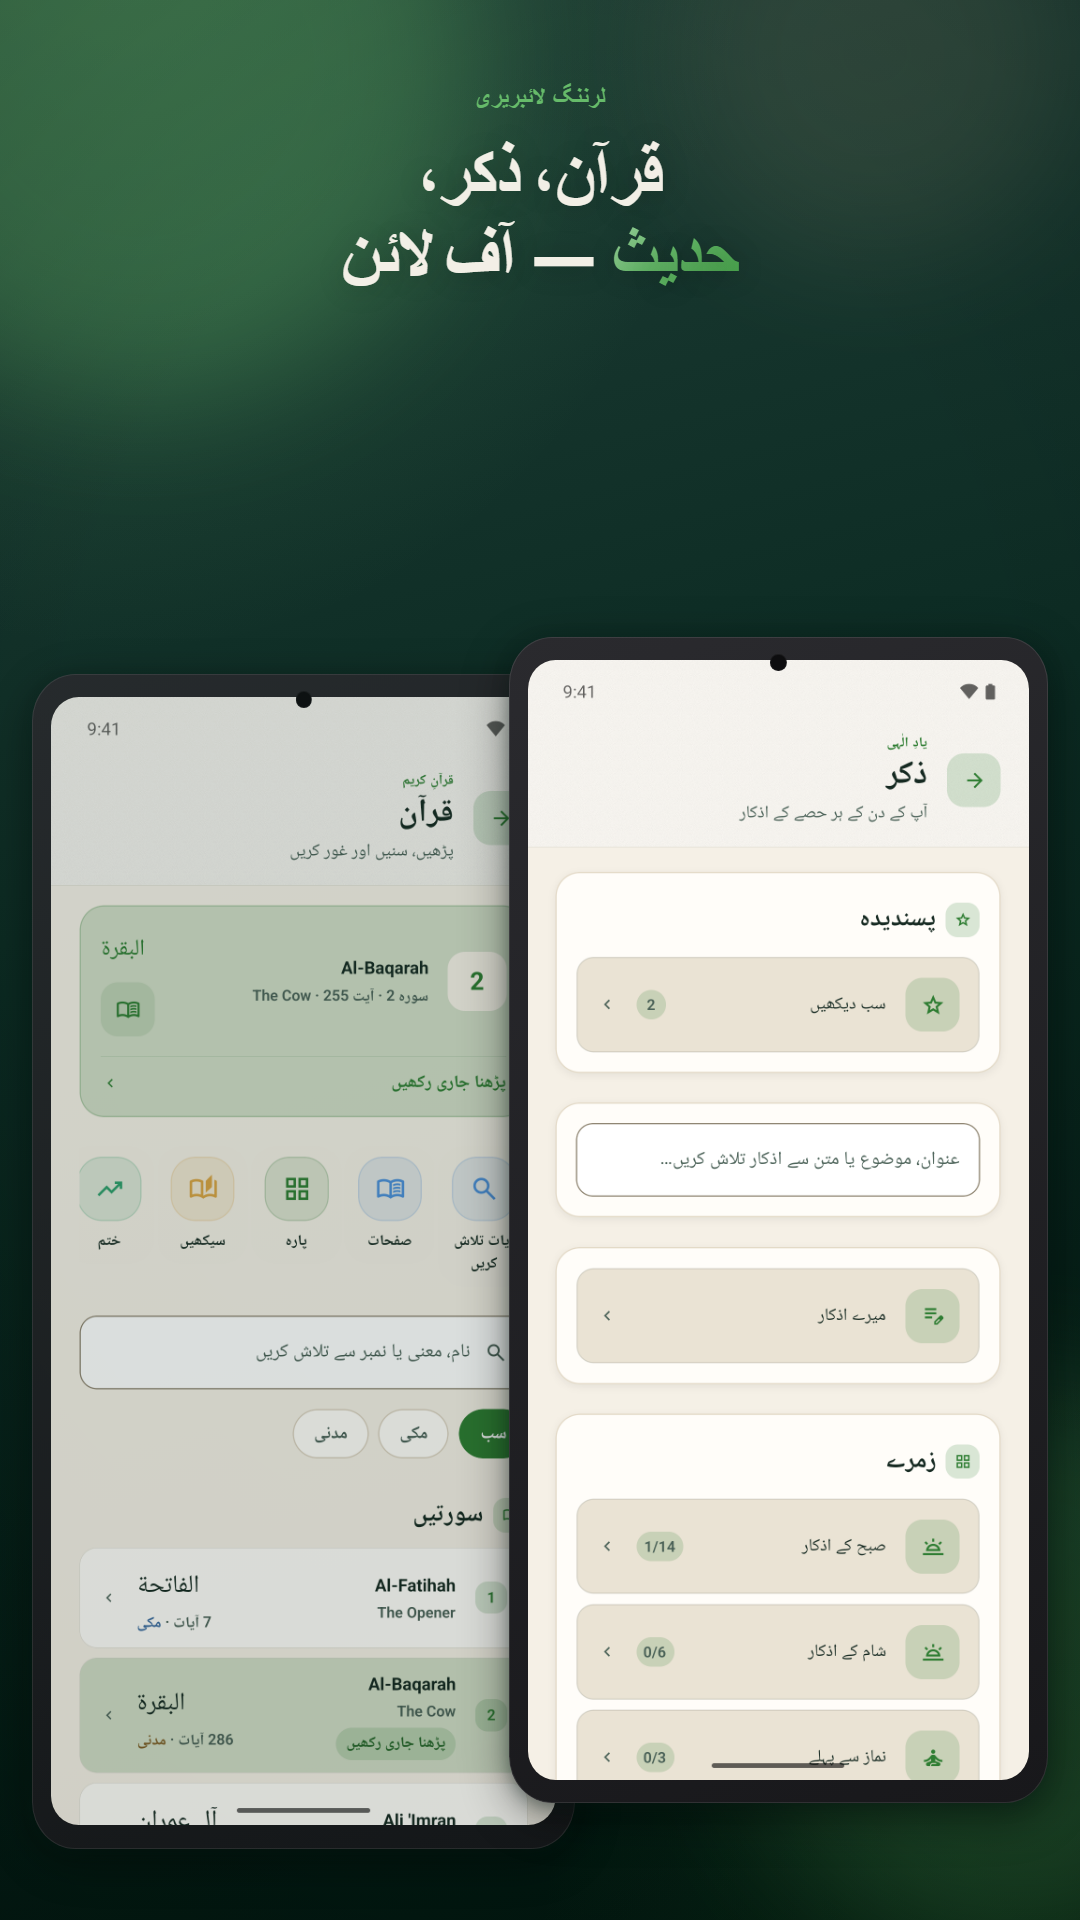 لرننگ لائبریری
قرآن، ذکر،
حدیث — آف لائن
9:41
قرآنِ کریم
قرآن
پڑھیں، سنیں اور غور کریں
البقرة
Al-Baqarah
2
سورہ 2 · آیت 255 · The Cow
پڑھنا جاری رکھیں
صفحات
پارہ
سیکھیں
ختم
تلاش
کریں
نام، معنی یا نمبر سے تلاش کریں
سب
مکی
مدنی
سورتیں
1
Al-Fatihah
The Opener
الفاتحة
7 آیات · مکی
2
Al-Baqarah
The Cow
پڑھنا جاری رکھیں
البقرة
286 آیات · مدنی
Ali 'Imran
آل عمران
9:41
یادِ الٰہی
ذکر
آپ کے دن کے ہر حصے کے اذکار
پسندیدہ
سب دیکھیں
2
عنوان، موضوع یا متن سے اذکار تلاش کریں...
میرے اذکار
زمرے
صبح کے اذکار
1/14
شام کے اذکار
0/6
نماز سے پہلے
0/3